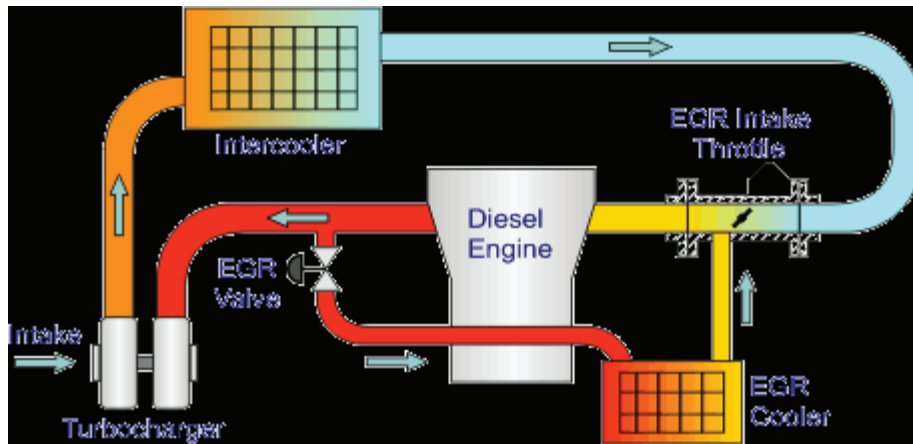 Intercooler
EGR Intake
Throttle
Diesel
Engine
EGR
Valve
Intake
Turbocharger
EGR
Cooler